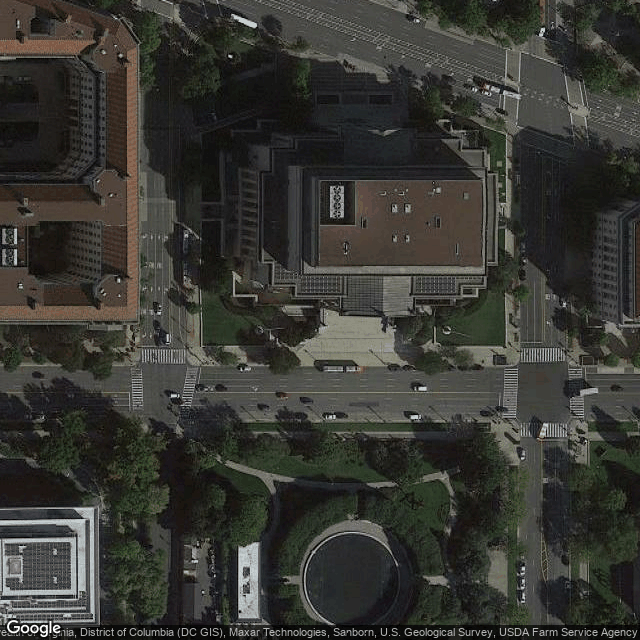 Google
nia, District of Columbia (DC GIS), Maxar Technologies, Sanborn, U.S. Geological Survey, USDA Farm Service Agency